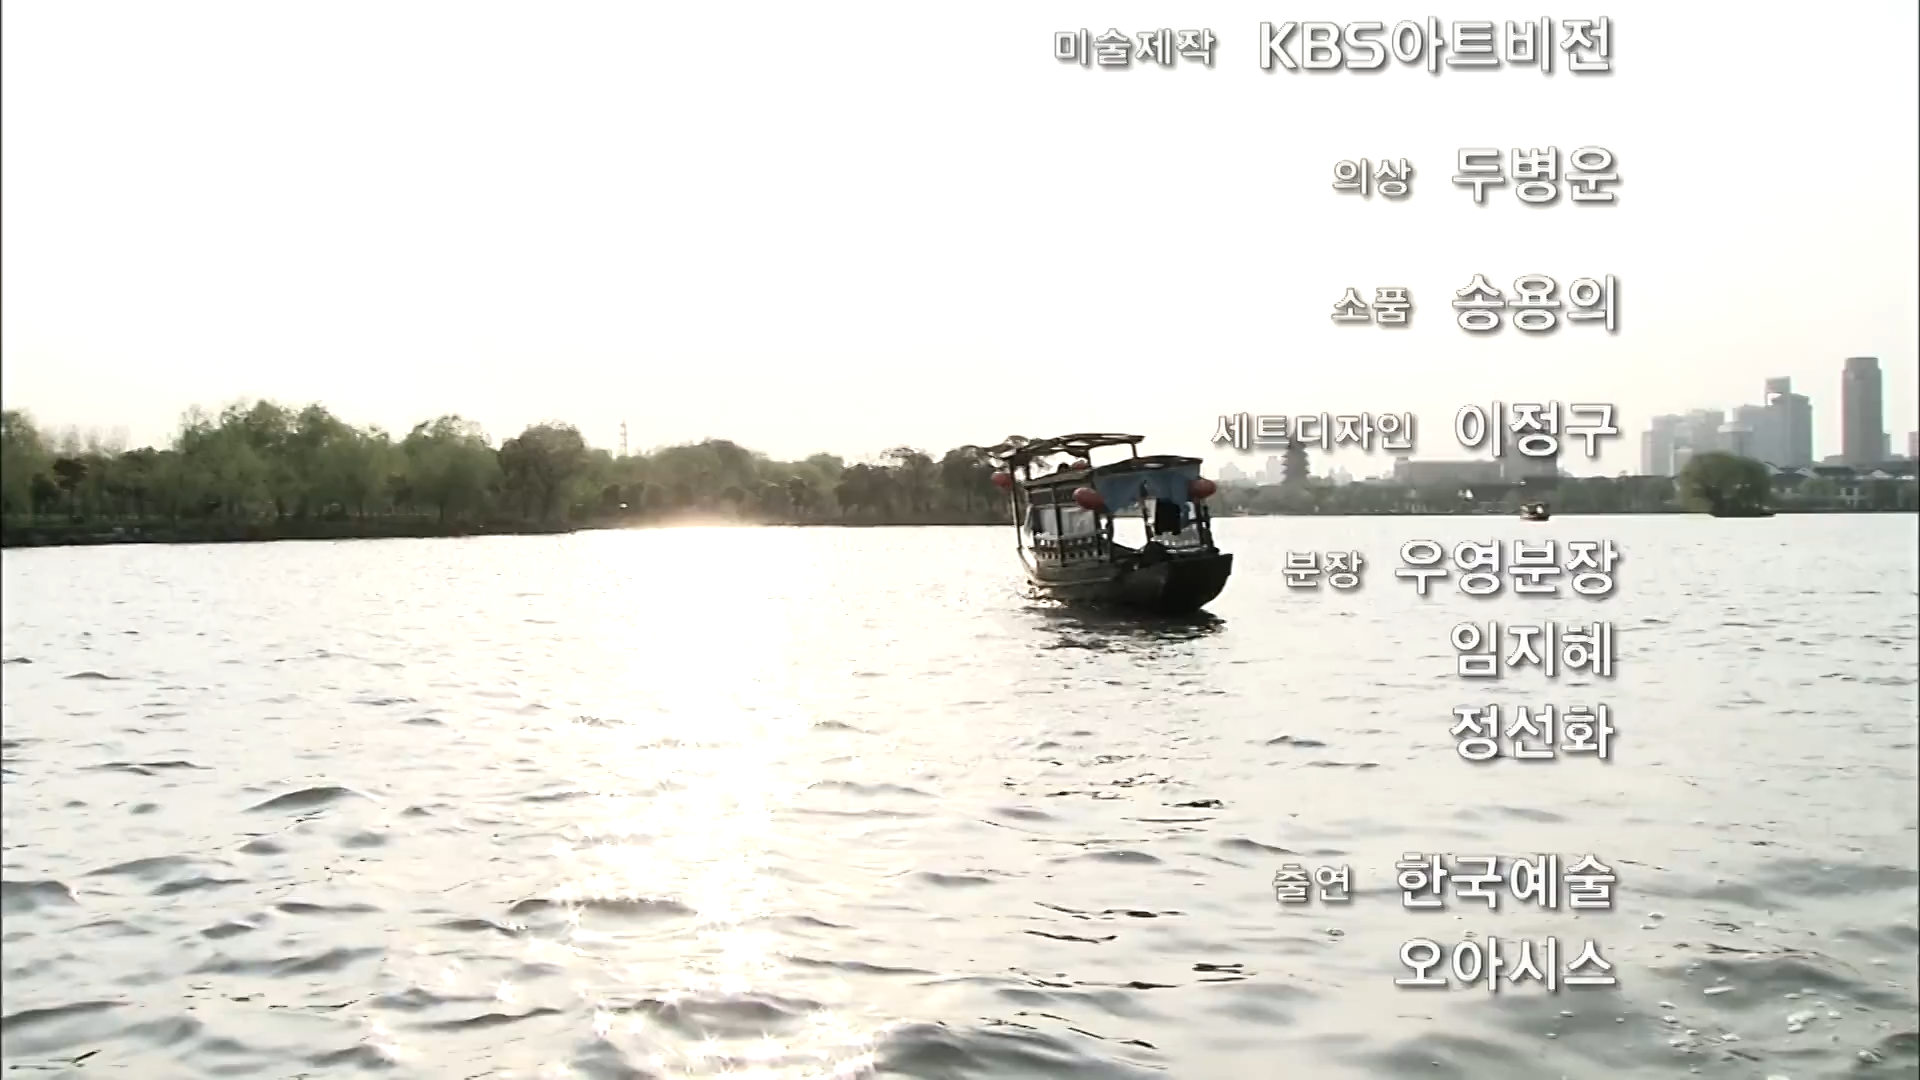 미술제작 KBS아트비전
의상 두병운
소품 송용의
세트디자인 이정구
분장 우영분장
임지혜
정선화
출연 한국예술
오아시스